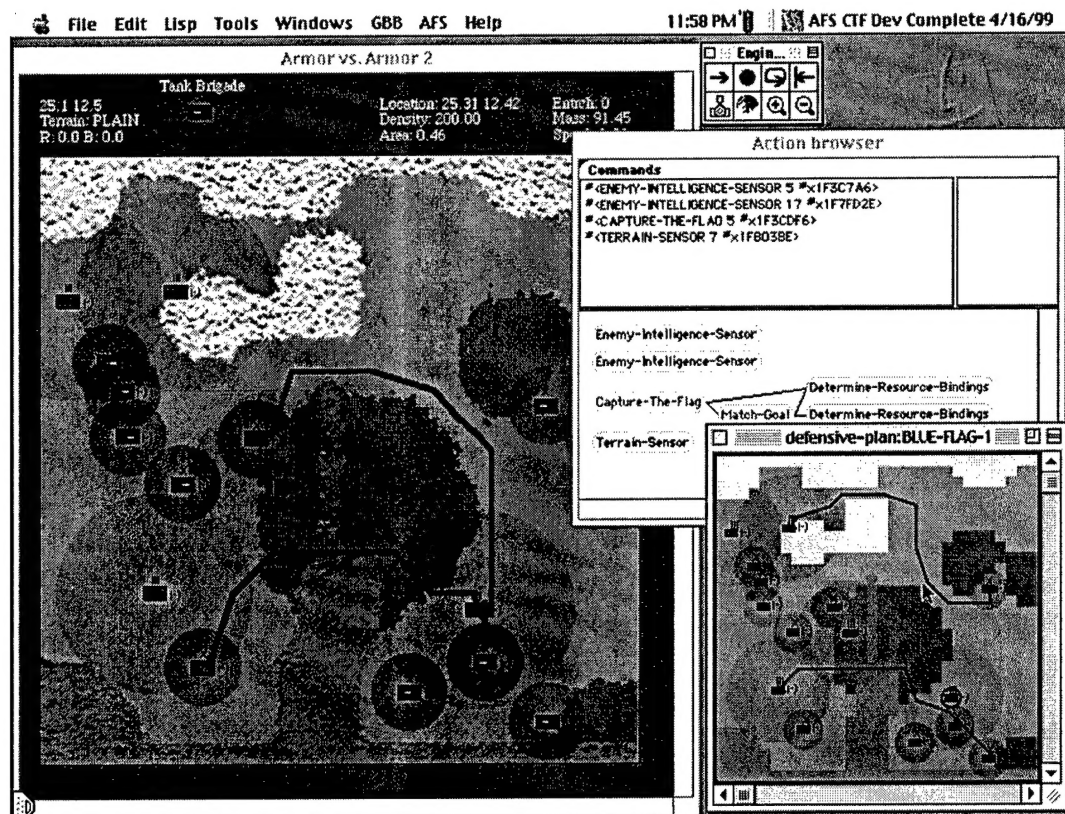 File Edit Lisp Tools Windows GBB AFS Help 11:58 PM AFS CTF Dev Complete 4/16/99
Armor vs. Armor 2
Engin...
Tank Brigade
25.1 12.5
Terrain: PLAIN
R: 0.0 B: 0.0
Location: 25.31 12.42
Density: 200.00
Area: 0.46
Entrch: 0
Mass: 91.45
Action browser
Commands
#<ENEMY-INTELLIGENCE-SENSOR 5 #x1F3C7A6>
#<ENEMY-INTELLIGENCE-SENSOR 17 #x1F7FD2E>
#<CAPTURE-THE-FLAG 5 #x1F3CDF6>
#<TERRAIN-SENSOR 7 #x1FB03BE>
Enemy-Intelligence-Sensor
Enemy-Intelligence-Sensor
Capture-The-Flag
Determine-Resource-Bindings
Match-Goal
Determine-Resource-Bindings
Terrain-Sensor
defensive-plan:BLUE-FLAG-1